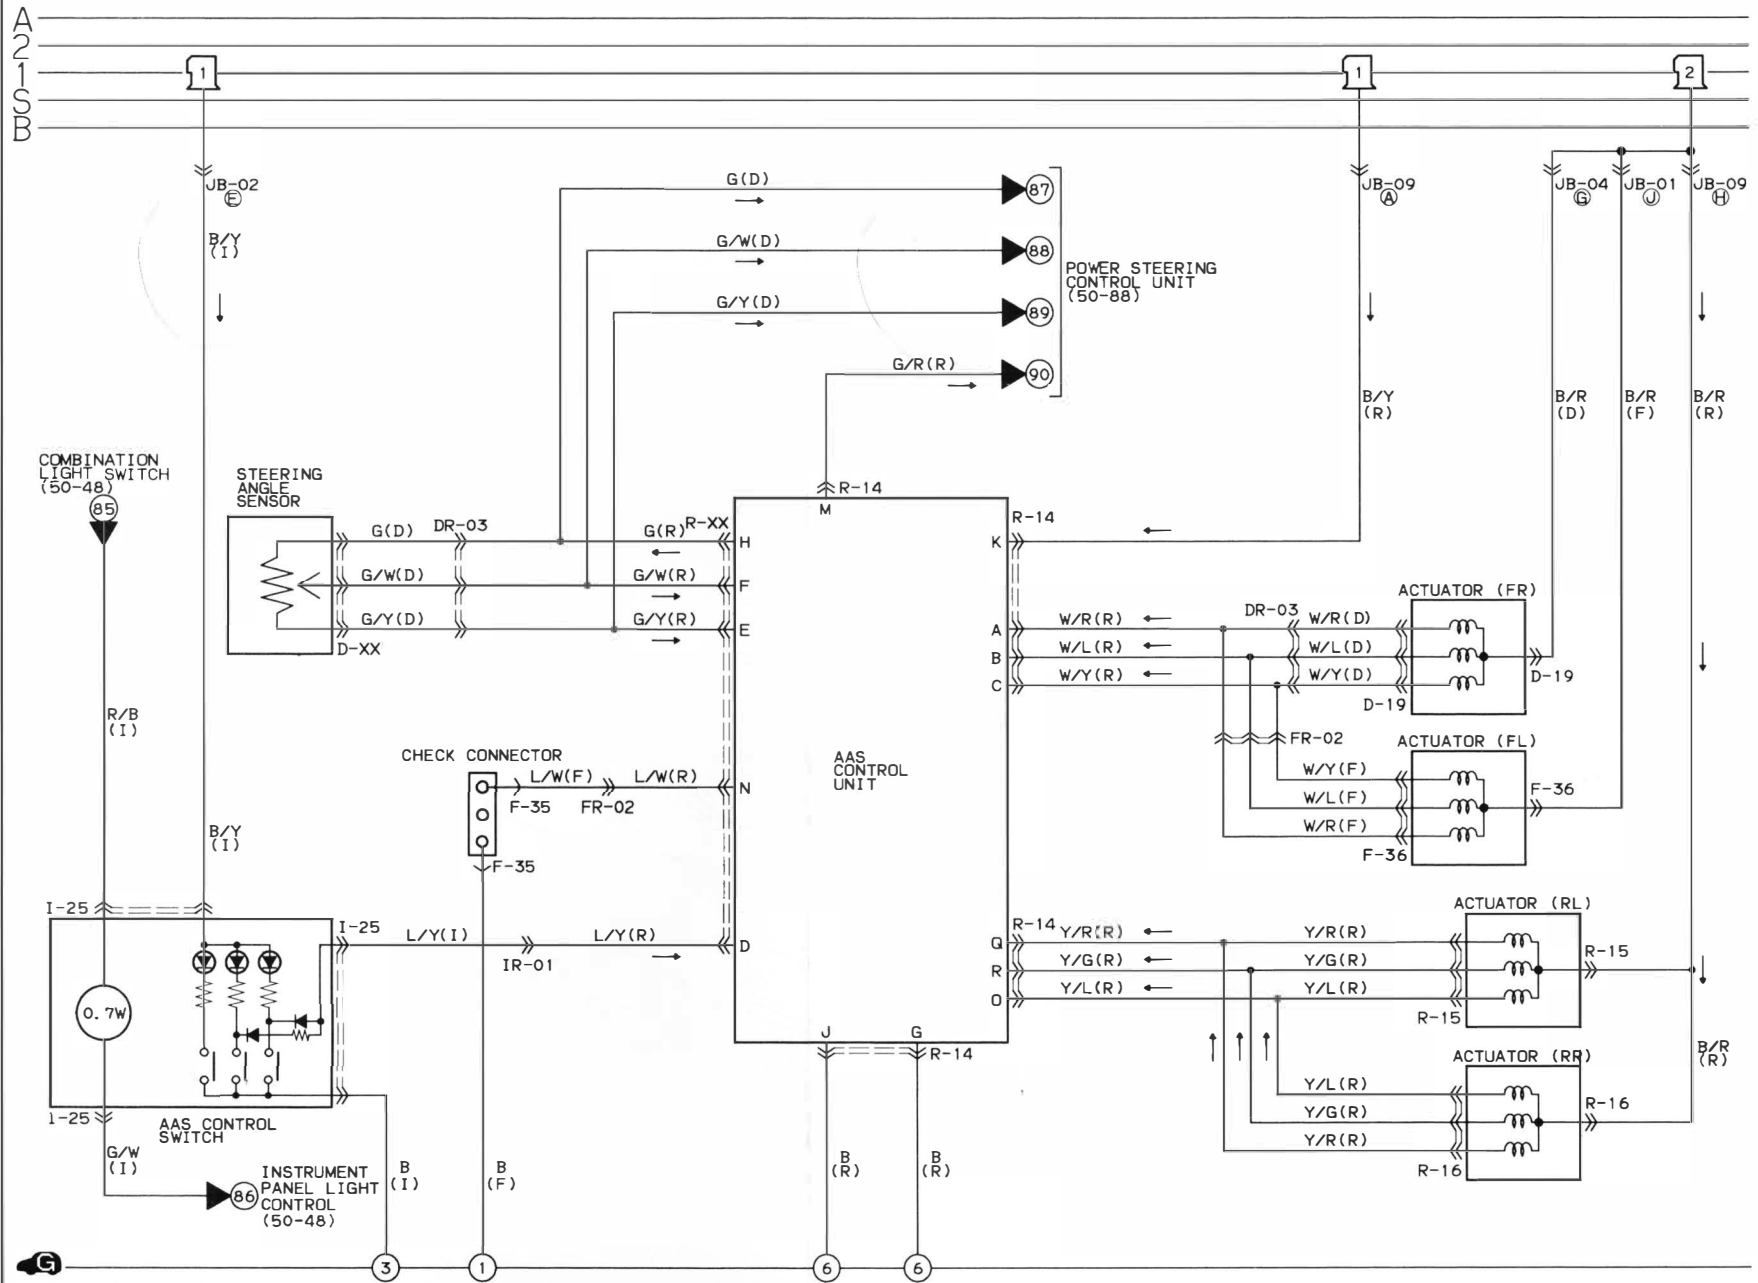 A
2
1
S
B
1
1
2
JB-02
E
JB-09
A
JB-04
G
JB-01
J
JB-09
H
B/Y
(I)
G(D)
87
G/W(D)
88
G/Y(D)
89
G/R(R)
90
POWER STEERING
CONTROL UNIT
(50-88)
B/Y
(R)
B/R
(D)
B/R
(F)
B/R
(R)
COMBINATION
LIGHT SWITCH
(50-48)
85
STEERING
ANGLE
SENSOR
G(D)
DR-03
G(R)
R-XX
H
G/W(D)
G/W(R)
F
G/Y(D)
G/Y(R)
E
D-XX
R-14
M
R-14
K
W/R(R)
A
W/L(R)
B
W/Y(R)
C
DR-03
W/R(D)
W/L(D)
W/Y(D)
ACTUATOR (FR)
D-19
D-19
FR-02
ACTUATOR (FL)
W/Y(F)
W/L(F)
W/R(F)
F-36
F-36
R/B
(I)
CHECK CONNECTOR
L/W(F)
L/W(R)
N
F-35
FR-02
F-35
AAS
CONTROL
UNIT
B/Y
(I)
I-25
I-25
L/Y(I)
L/Y(R)
D
IR-01
0.7W
R-14
Q
Y/R(R)
R
Y/G(R)
O
Y/L(R)
Y/R(R)
Y/G(R)
Y/L(R)
ACTUATOR (RL)
R-15
R-15
J
G
R-14
ACTUATOR (RR)
Y/L(R)
Y/G(R)
Y/R(R)
R-16
R-16
B/R
(R)
I-25
AAS CONTROL
SWITCH
G/W
(I)
86
INSTRUMENT
PANEL LIGHT
CONTROL
(50-48)
B
(I)
B
(F)
B
(R)
B
(R)
G
3
1
6
6